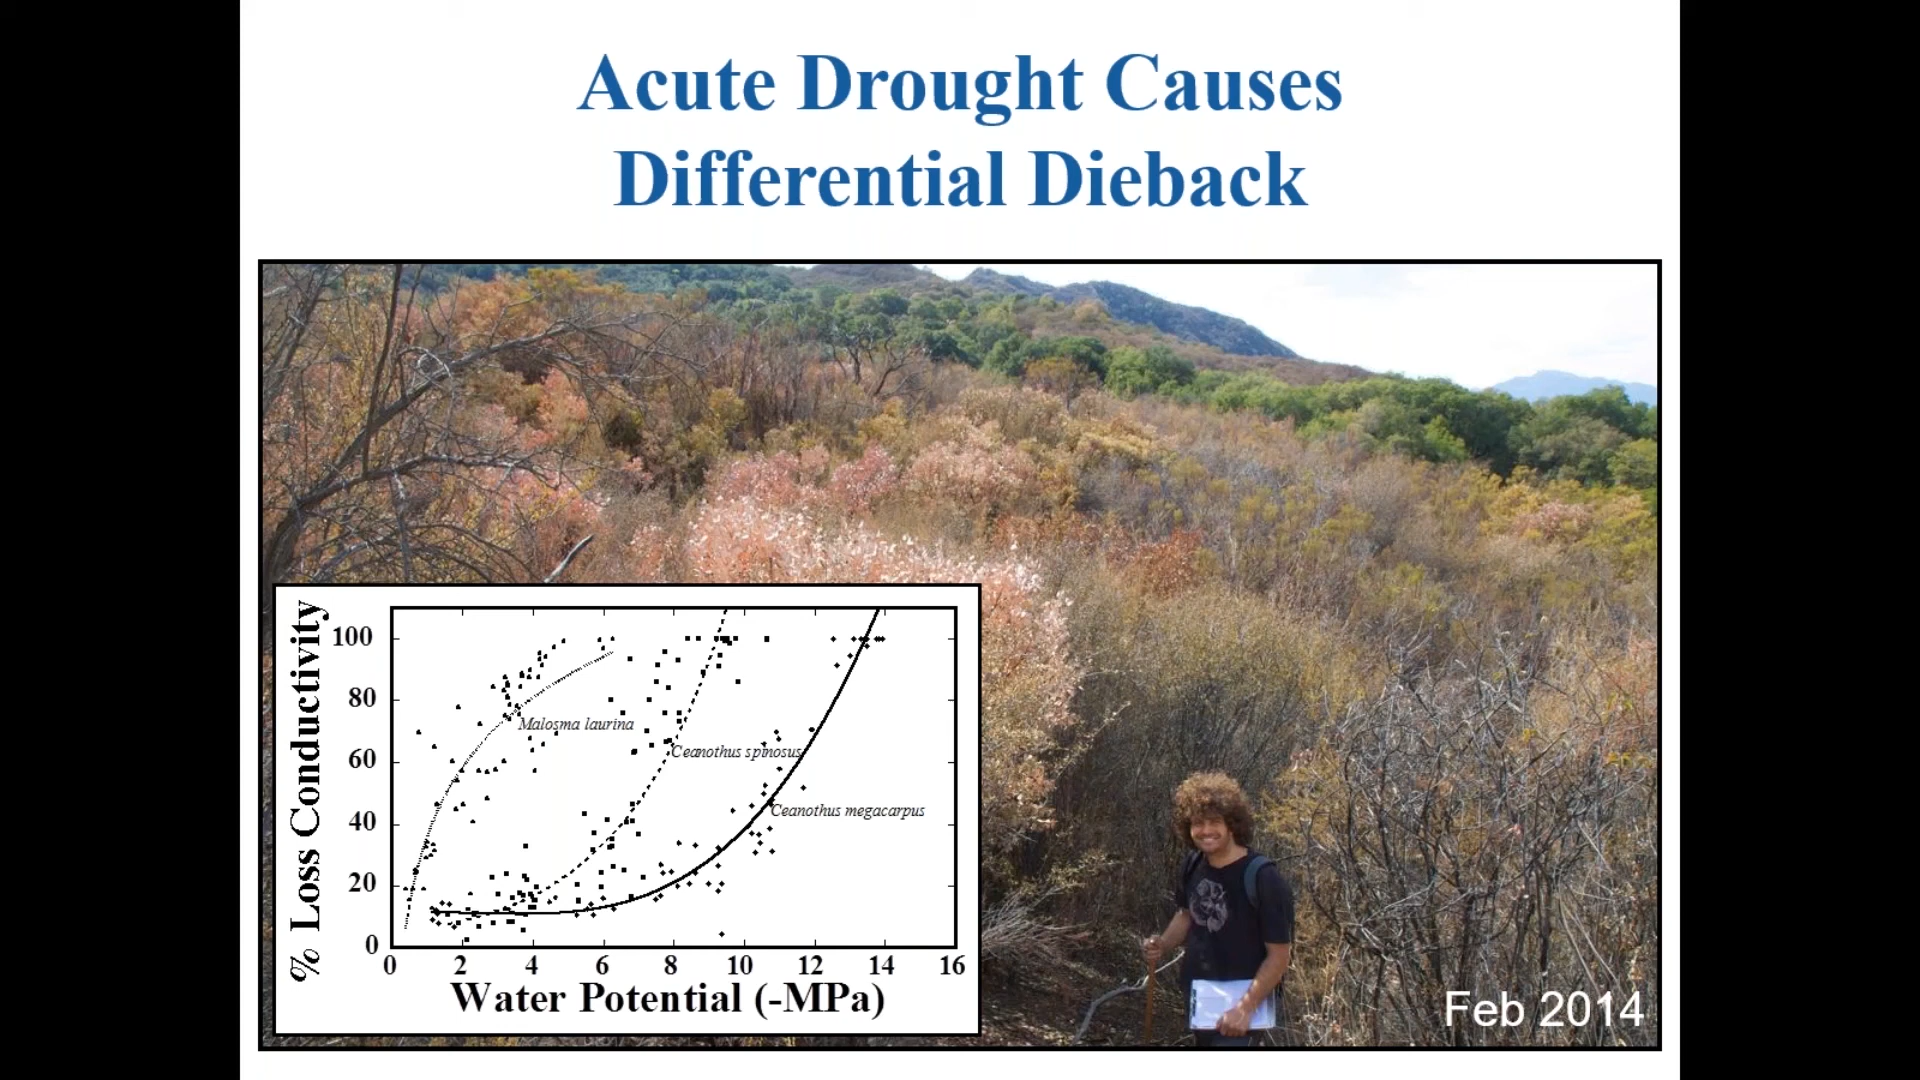 Acute Drought Causes
Differential Dieback
% Loss Conductivity
100
80
60
40
20
0
Malosma laurina
Ceanothus spinosus
Ceanothus megacarpus
0 2 4 6 8 10 12 14 16
Water Potential (-MPa)
Feb 2014